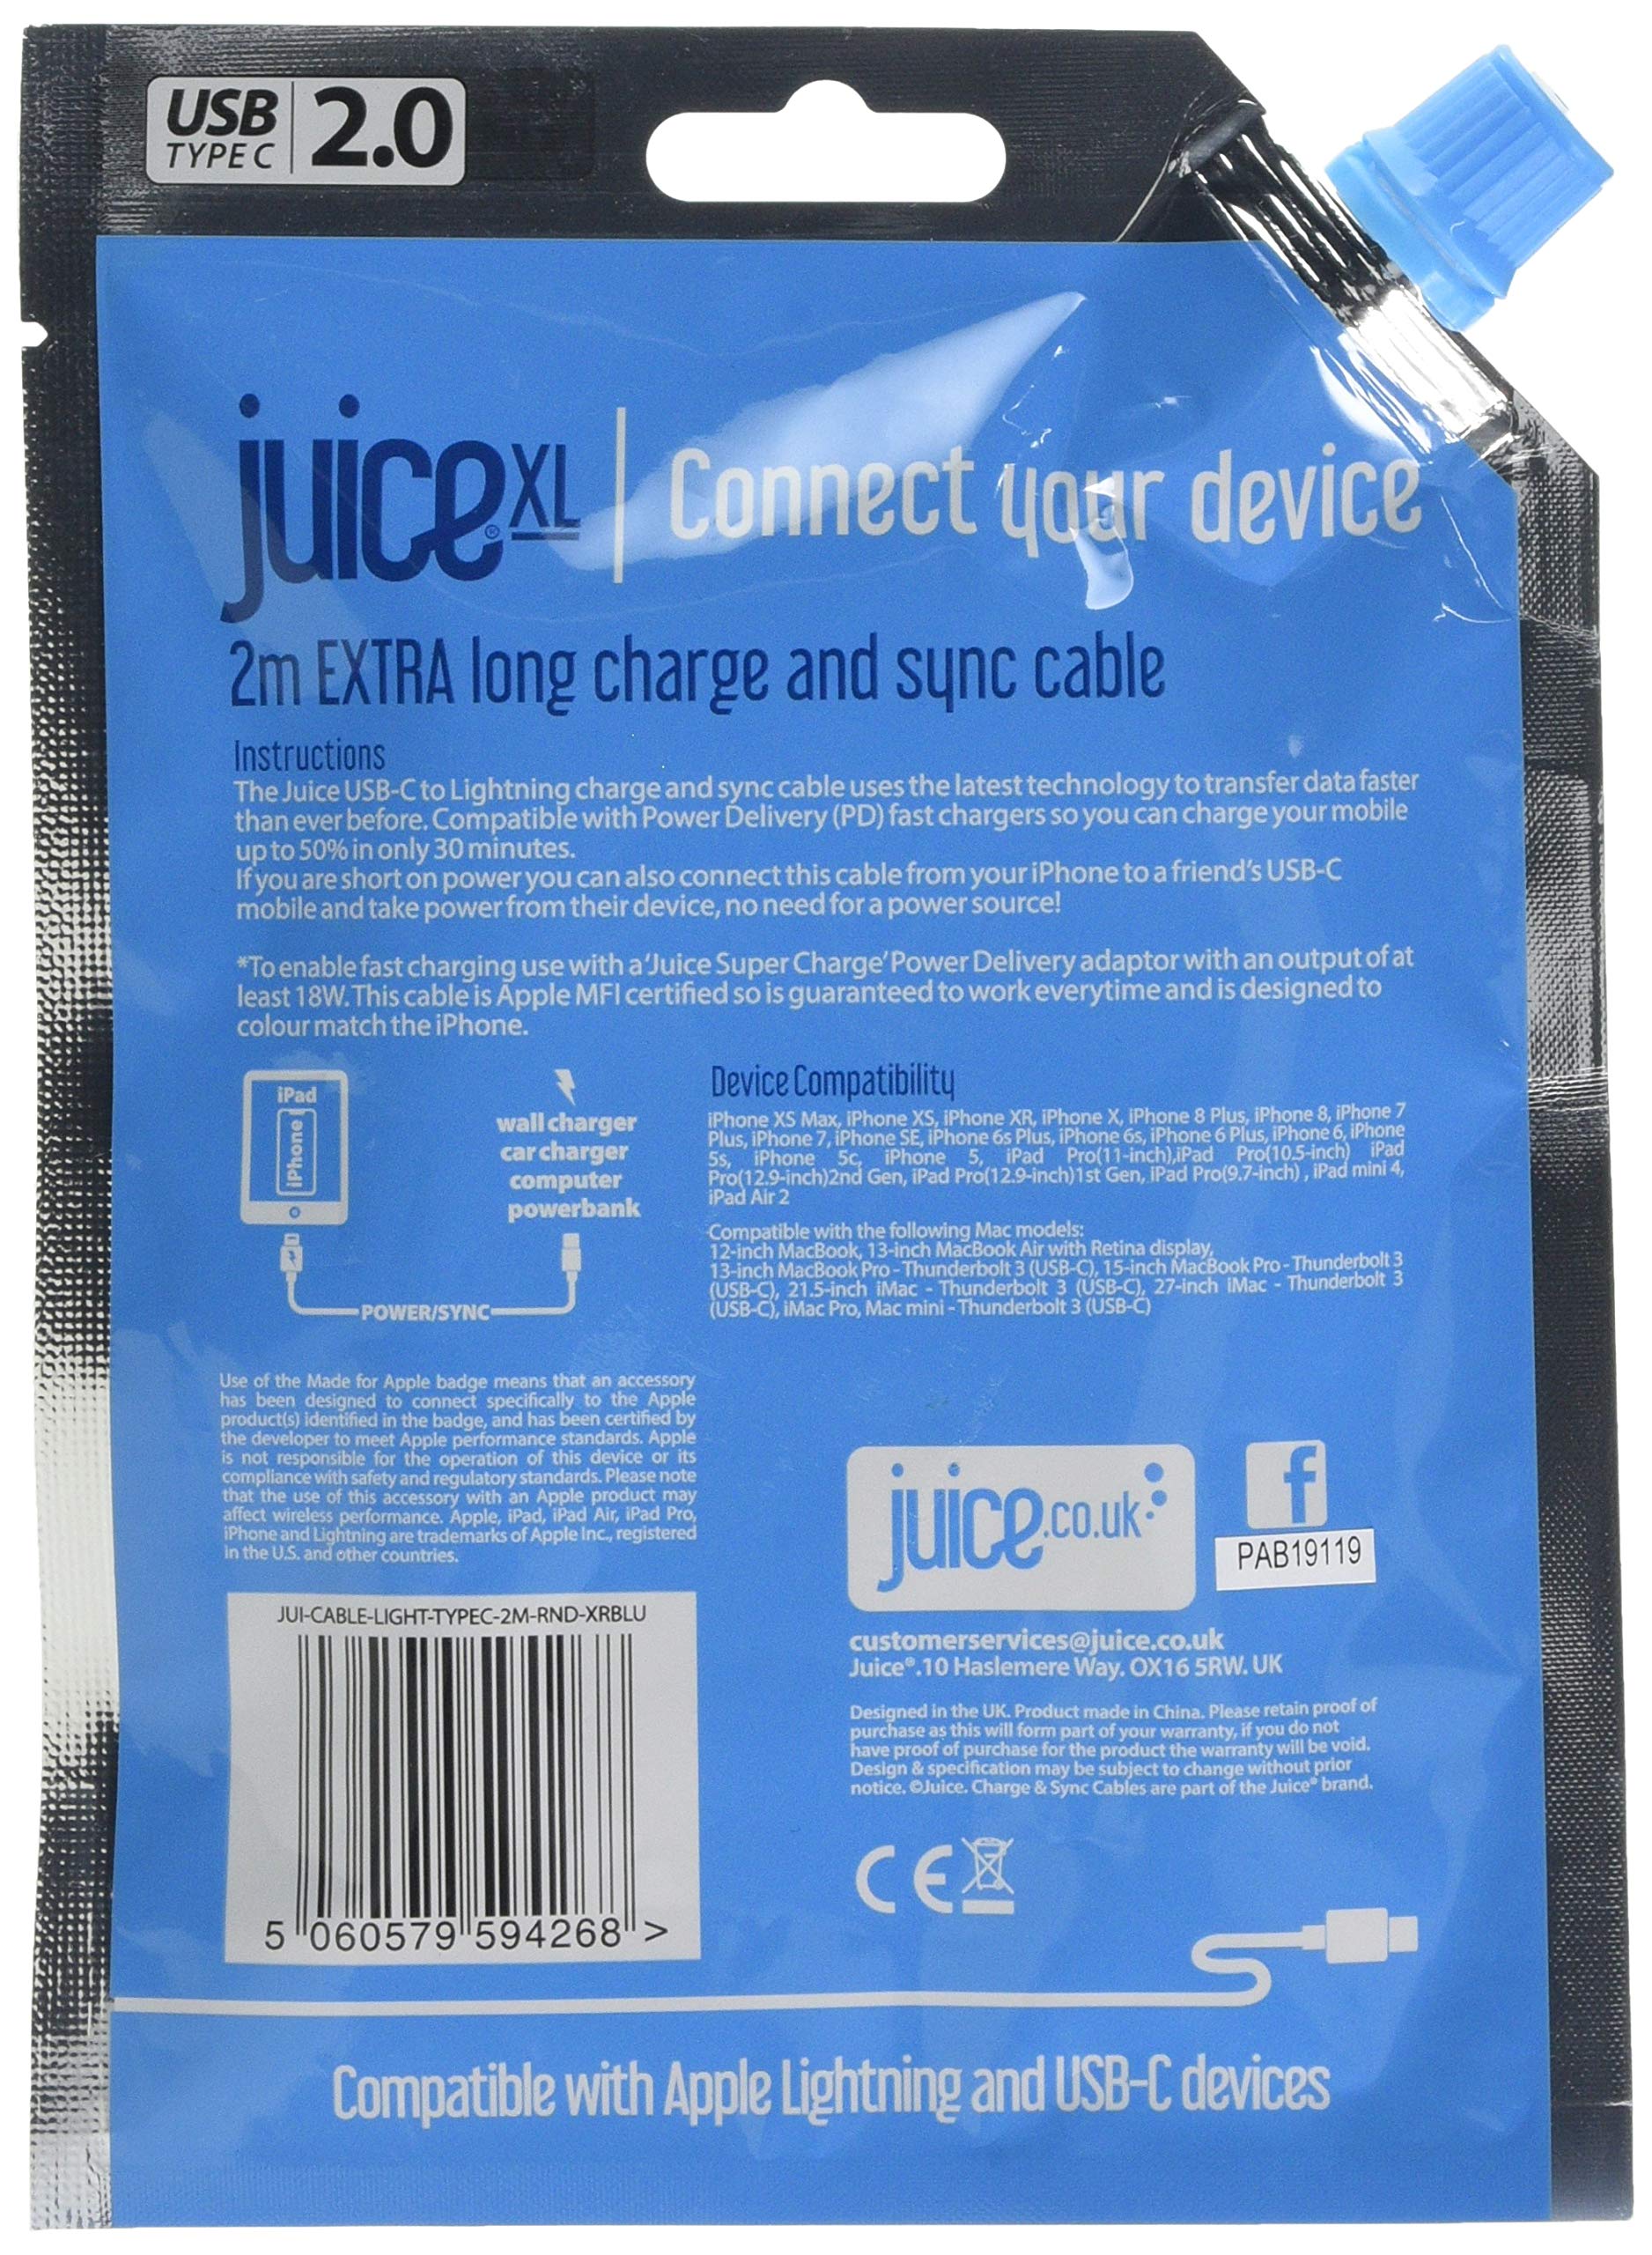 USB
TYPE C
2.0
juice® XL | Connect your device
2m EXTRA long charge and sync cable
Instructions
The Juice USB-C to Lightning charge and sync cable uses the latest technology to transfer data faster
than ever before. Compatible with Power Delivery (PD) fast chargers so you can charge your mobile
up to 50% in only 30 minutes.
If you are short on power you can also connect this cable from your iPhone to a friend's USB-C
mobile and take power from their device, no need for a power source!
*To enable fast charging use with a 'Juice Super Charge' Power Delivery adaptor with an output of at
least 18W. This cable is Apple MFI certified so is guaranteed to work everytime and is designed to
colour match the iPhone.
iPad
iPhone
wall charger
car charger
computer
powerbank
POWER/SYNC
Device Compatibility
iPhone XS Max, iPhone XS, iPhone XR, iPhone X, iPhone 8 Plus, iPhone 8, iPhone 7
Plus, iPhone 7, iPhone SE, iPhone 6s Plus, iPhone 6s, iPhone 6 Plus, iPhone 6, iPhone
5s, iPhone 5c, iPhone 5, iPad Pro(11-inch),iPad Pro(10.5-inch) iPad
Pro(12.9-inch)2nd Gen, iPad Pro(12.9-inch)1st Gen, iPad Pro(9.7-inch) , iPad mini 4,
iPad Air 2
Compatible with the following Mac models:
12-inch MacBook, 13-inch MacBook Air with Retina display,
13-inch MacBook Pro - Thunderbolt 3 (USB-C), 15-inch MacBook Pro - Thunderbolt 3
(USB-C), 21.5-inch iMac - Thunderbolt 3 (USB-C), 27-inch iMac - Thunderbolt 3
(USB-C), iMac Pro, Mac mini - Thunderbolt 3 (USB-C)
Use of the Made for Apple badge means that an accessory
has been designed to connect specifically to the Apple
product(s) identified in the badge, and has been certified by
the developer to meet Apple performance standards. Apple
is not responsible for the operation of this device or its
compliance with safety and regulatory standards. Please note
that the use of this accessory with an Apple product may
affect wireless performance. Apple, iPad, iPad Air, iPad Pro,
iPhone and Lightning are trademarks of Apple Inc., registered
in the U.S. and other countries.
JUI-CABLE-LIGHT-TYPEC-2M-RND-XRBLU
5 060579 594268 >
juice.co.uk
f
PAB19119
customerservices@juice.co.uk
Juice®.10 Haslemere Way. OX16 5RW. UK
Designed in the UK. Product made in China. Please retain proof of
purchase as this will form part of your warranty, if you do not
have proof of purchase for the product the warranty will be void.
Design & specification may be subject to change without prior
notice. ©Juice. Charge & Sync Cables are part of the Juice® brand.
CE
Compatible with Apple Lightning and USB-C devices